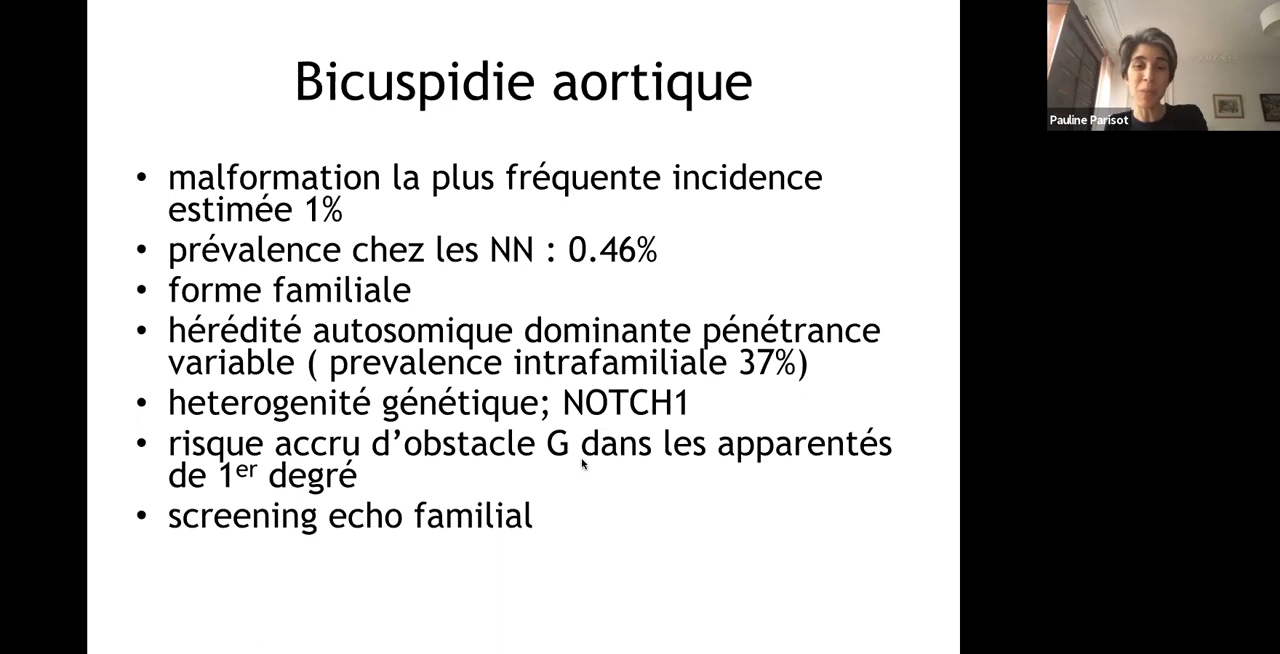 Bicuspidie aortique
• malformation la plus fréquente incidence
estimée 1%
• prévalence chez les NN : 0.46%
• forme familiale
• hérédité autosomique dominante pénétrance
variable ( prevalence intrafamiliale 37%)
• heterogenité génétique; NOTCH1
• risque accru d’obstacle G dans les apparentés
de 1er degré
• screening echo familial
Pauline Parisot